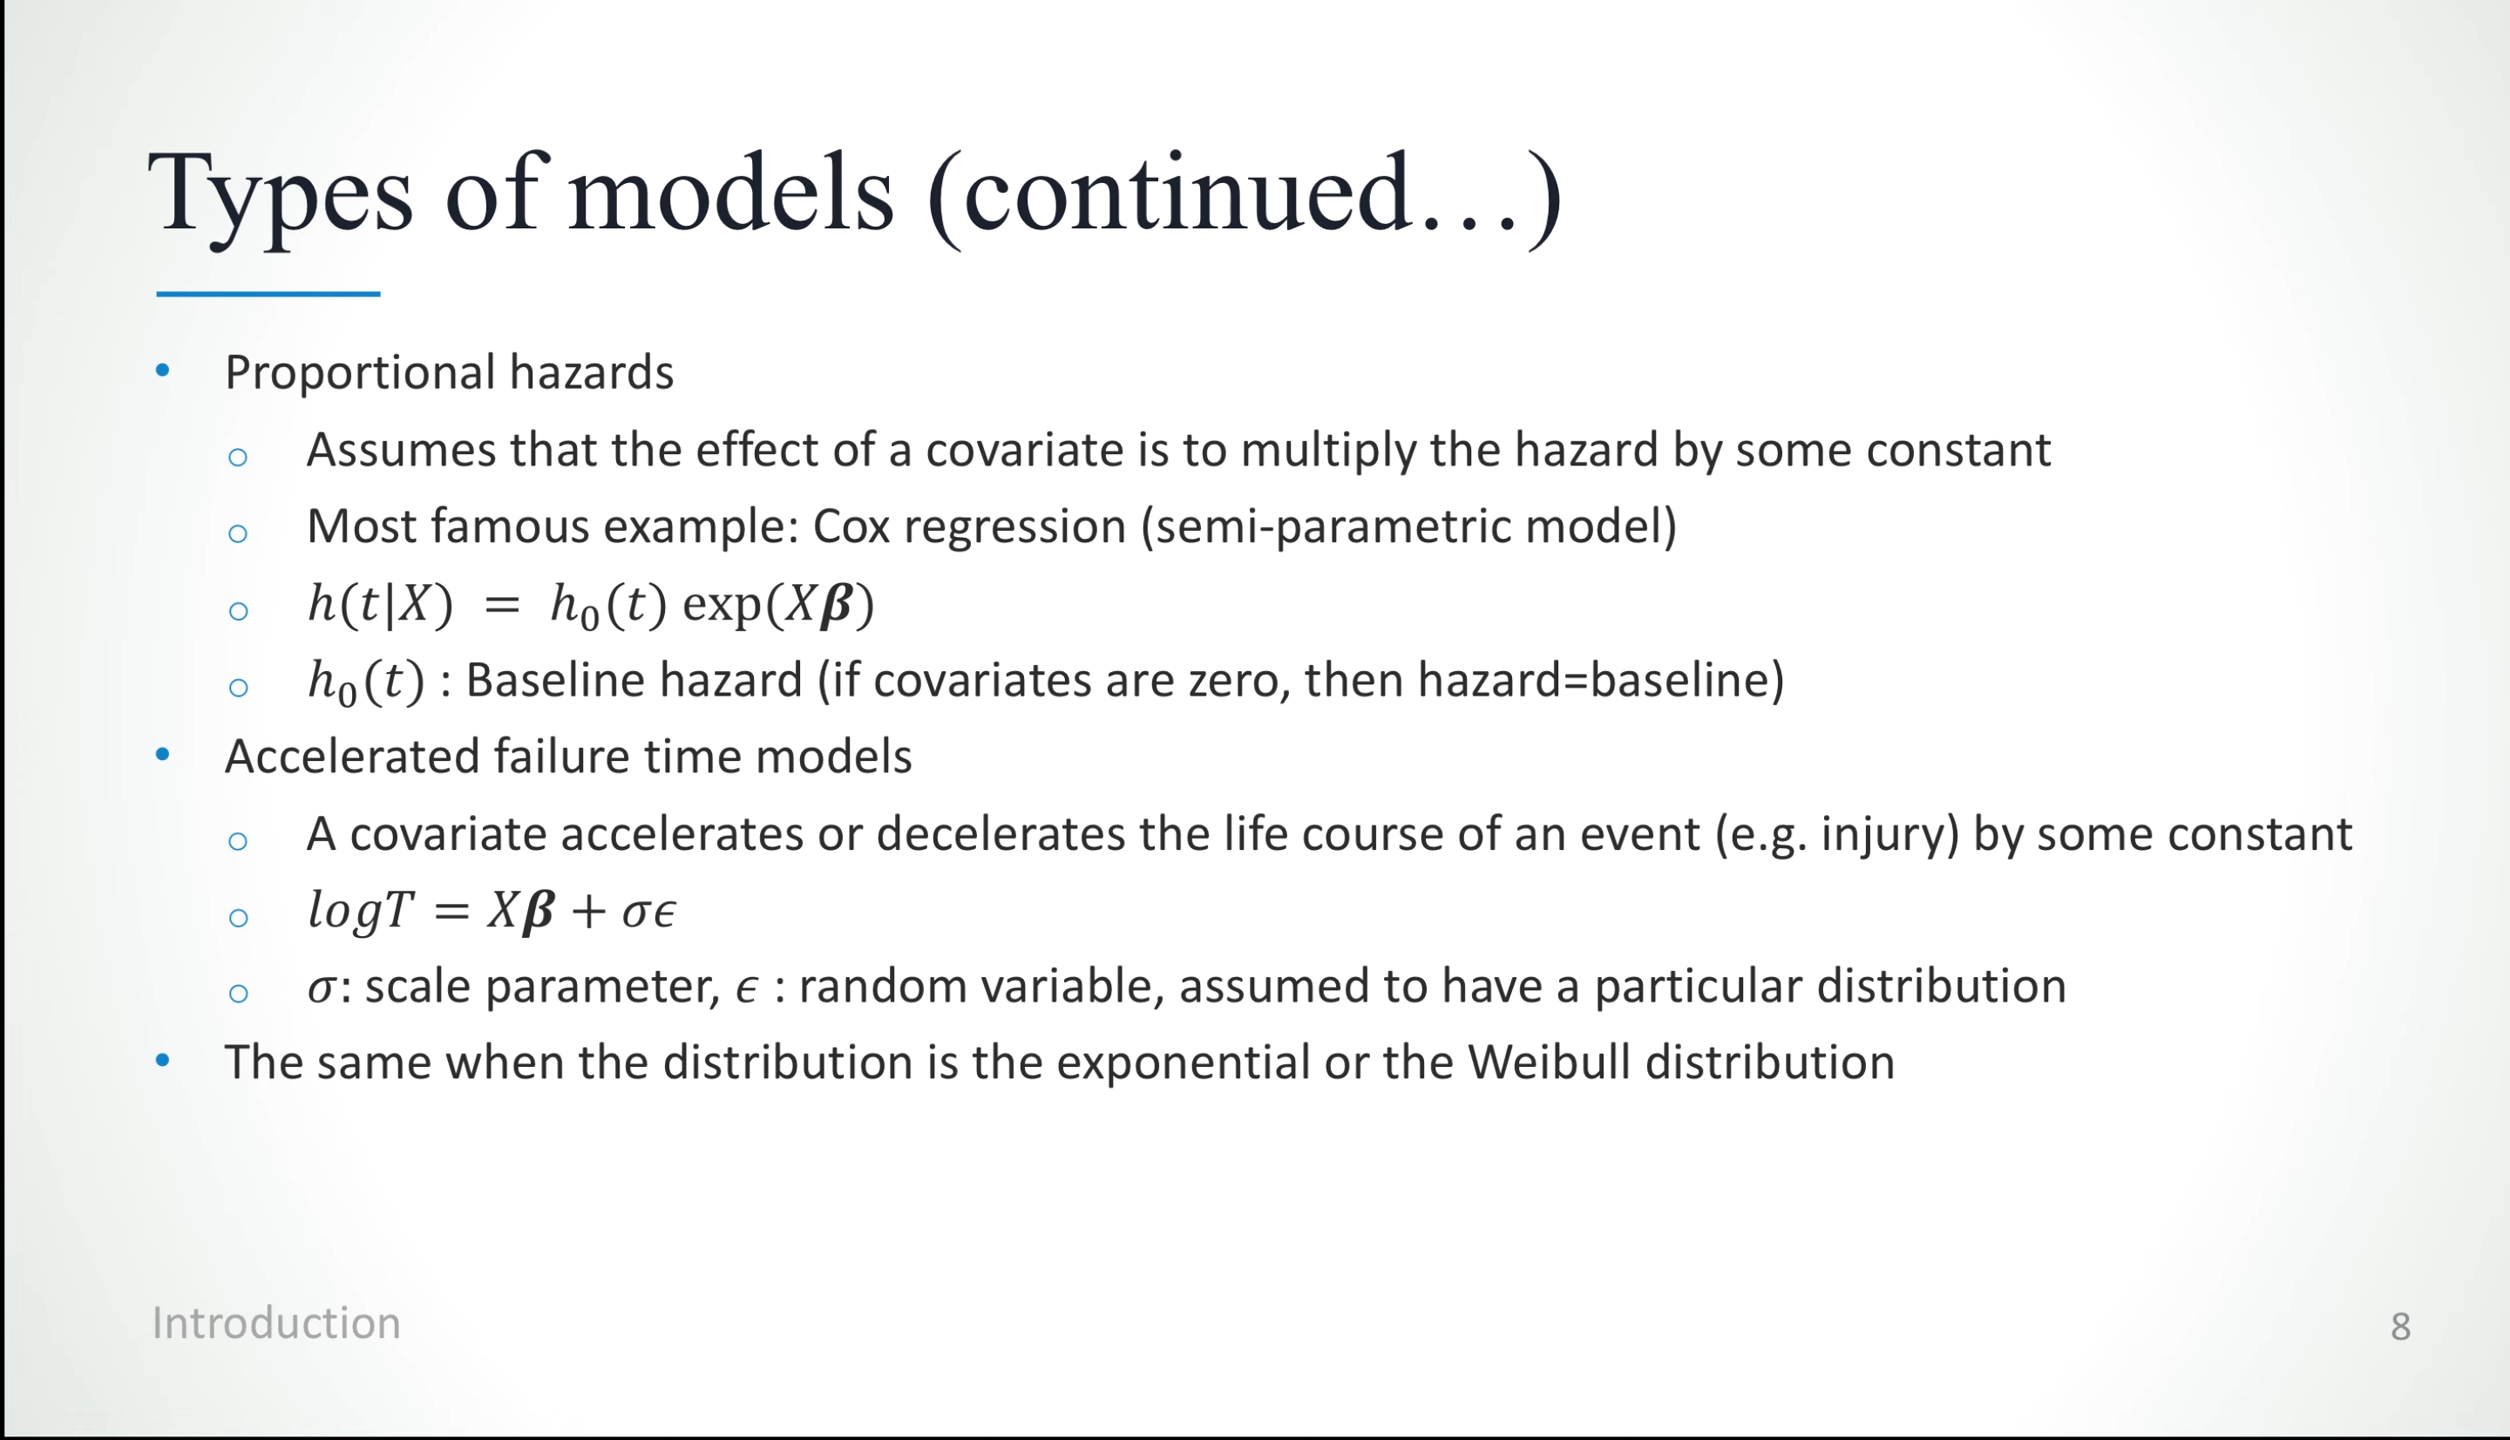 Types of models (continued…)
• Proportional hazards
○ Assumes that the effect of a covariate is to multiply the hazard by some constant
○ Most famous example: Cox regression (semi-parametric model)
○ h(t|X) = h₀(t) exp(Xβ)
○ h₀(t) : Baseline hazard (if covariates are zero, then hazard=baseline)
• Accelerated failure time models
○ A covariate accelerates or decelerates the life course of an event (e.g. injury) by some constant
○ logT = Xβ + σϵ
○ σ: scale parameter, ϵ : random variable, assumed to have a particular distribution
• The same when the distribution is the exponential or the Weibull distribution
Introduction
8